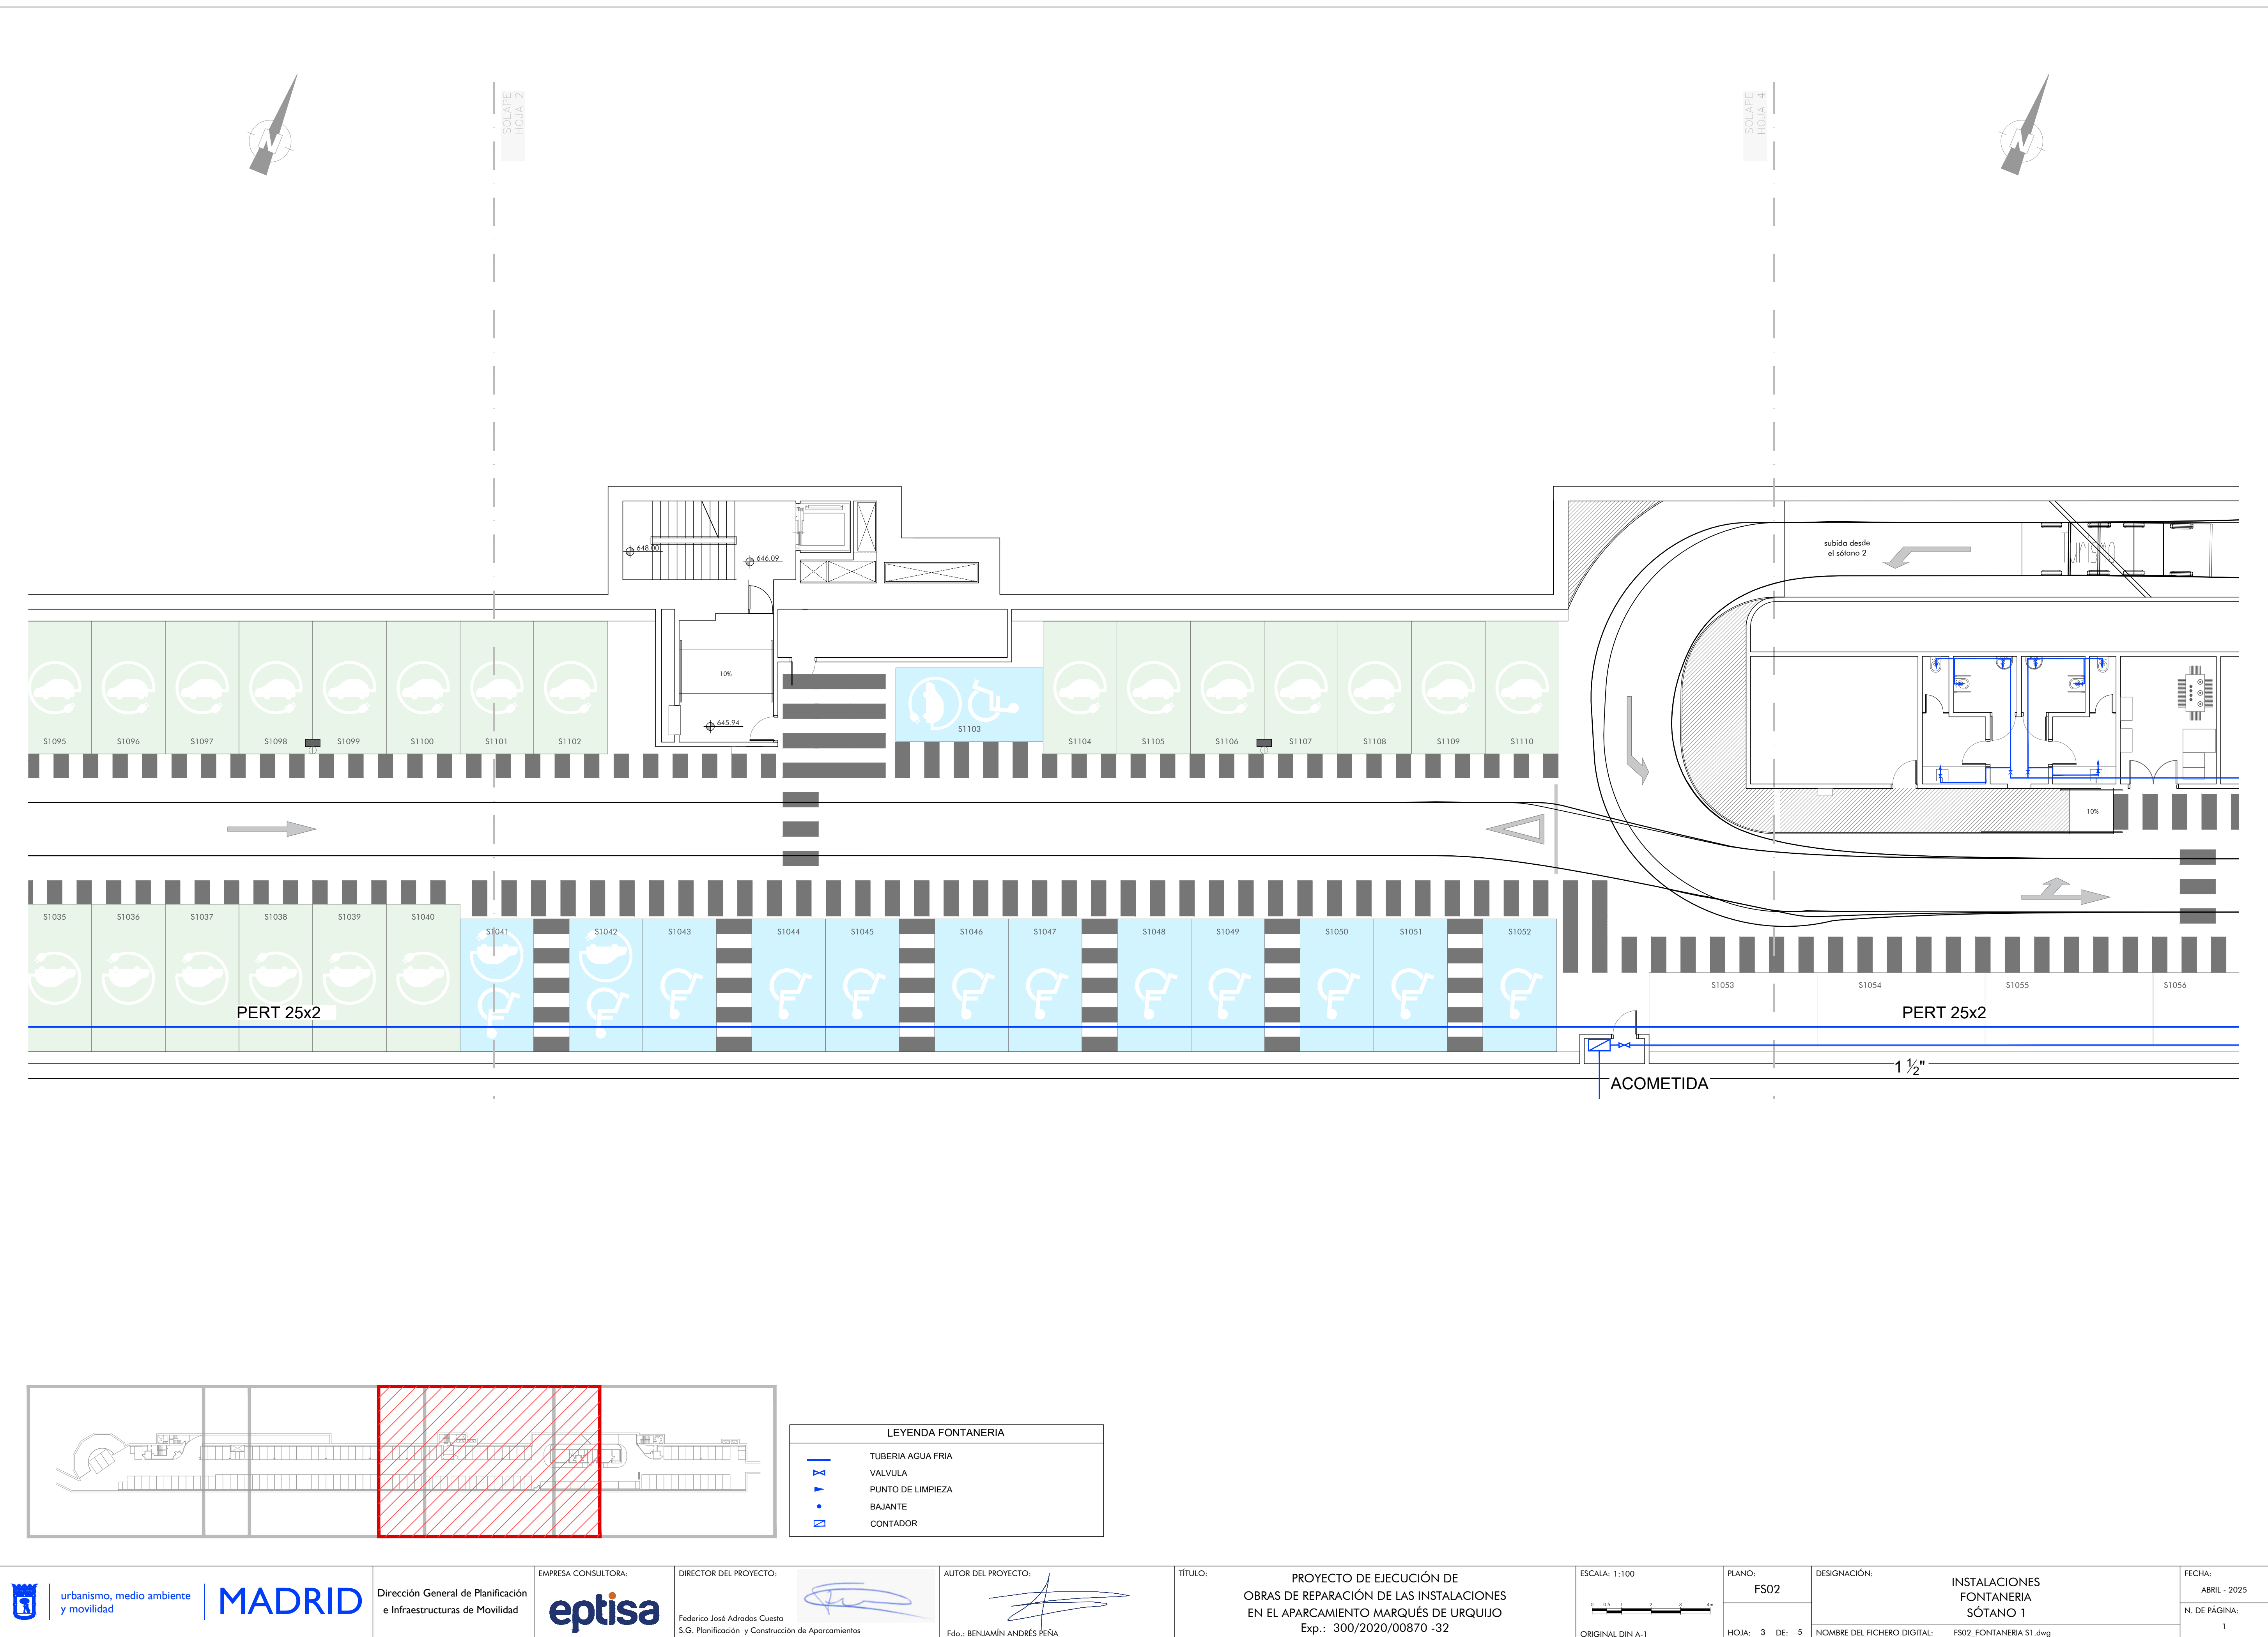 SOLAPE
HOJA 2
SOLAPE
HOJA 4
N
N
648.00
646.09
subida desde
el sótano 2
Turismo
10%
645.94
S1095
S1096
S1097
S1098
S1099
S1100
S1101
S1102
S1103
S1104
S1105
S1106
S1107
S1108
S1109
S1110
10%
S1035
S1036
S1037
S1038
S1039
S1040
S1041
S1042
S1043
S1044
S1045
S1046
S1047
S1048
S1049
S1050
S1051
S1052
S1053
S1054
S1055
S1056
PERT 25x2
PERT 25x2
1 ½"
ACOMETIDA
LEYENDA FONTANERIA
TUBERIA AGUA FRIA
VALVULA
PUNTO DE LIMPIEZA
BAJANTE
CONTADOR
urbanismo, medio ambiente
y movilidad
MADRID
Dirección General de Planificación
e Infraestructuras de Movilidad
EMPRESA CONSULTORA:
eptisa
DIRECTOR DEL PROYECTO:
Federico José Adrados Cuesta
S.G. Planificación y Construcción de Aparcamientos
AUTOR DEL PROYECTO:
Fdo.: BENJAMÍN ANDRÉS PEÑA
TÍTULO:
PROYECTO DE EJECUCIÓN DE
OBRAS DE REPARACIÓN DE LAS INSTALACIONES
EN EL APARCAMIENTO MARQUÉS DE URQUIJO
Exp.: 300/2020/00870 -32
ESCALA: 1:100
0 0.5 1 2 3 4m
ORIGINAL DIN A-1
PLANO:
FS02
HOJA: 3 DE: 5
DESIGNACIÓN:
INSTALACIONES
FONTANERIA
SÓTANO 1
NOMBRE DEL FICHERO DIGITAL: FS02_FONTANERIA S1.dwg
FECHA:
ABRIL - 2025
N. DE PÁGINA:
1